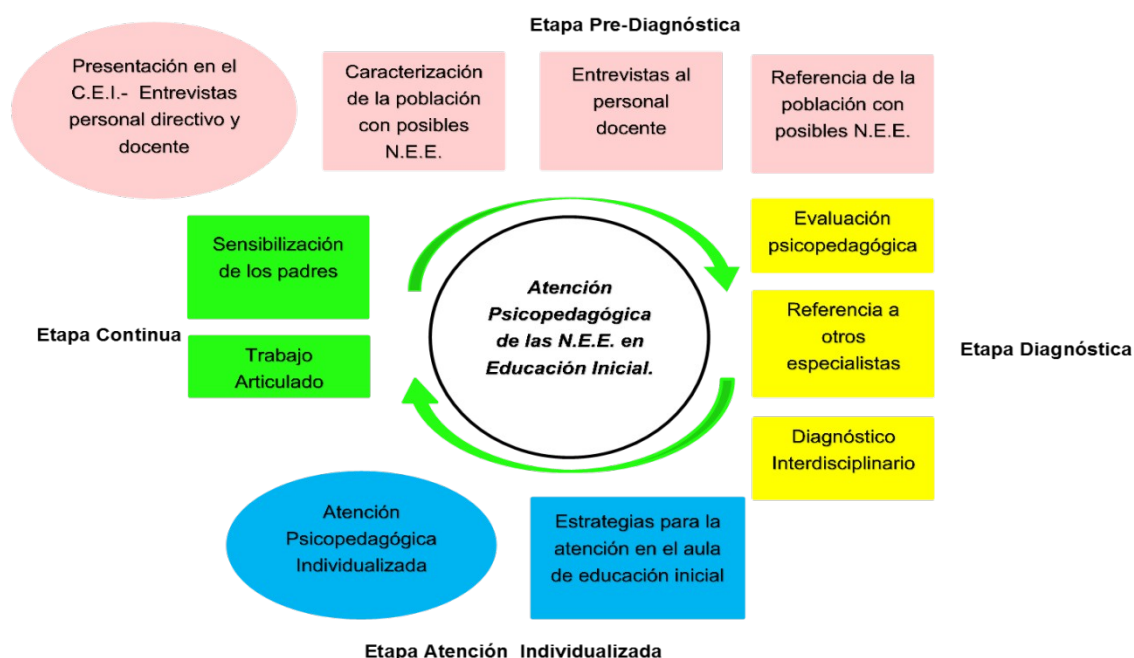 Etapa Pre-Diagnóstica
Presentación en el
C.E.I.- Entrevistas
personal directivo y
docente
Caracterización
de la población
con posibles
N.E.E.
Entrevistas al
personal
docente
Referencia de la
población con
posibles N.E.E.
Sensibilización
de los padres
Etapa Continua
Trabajo
Articulado
Atención
Psicopedagógica
de las N.E.E. en
Educación Inicial.
Evaluación
psicopedagógica
Referencia a
otros
especialistas
Etapa Diagnóstica
Diagnóstico
Interdisciplinario
Atención
Psicopedagógica
Individualizada
Estrategias para la
atención en el aula
de educación inicial
Etapa Atención  Individualizada